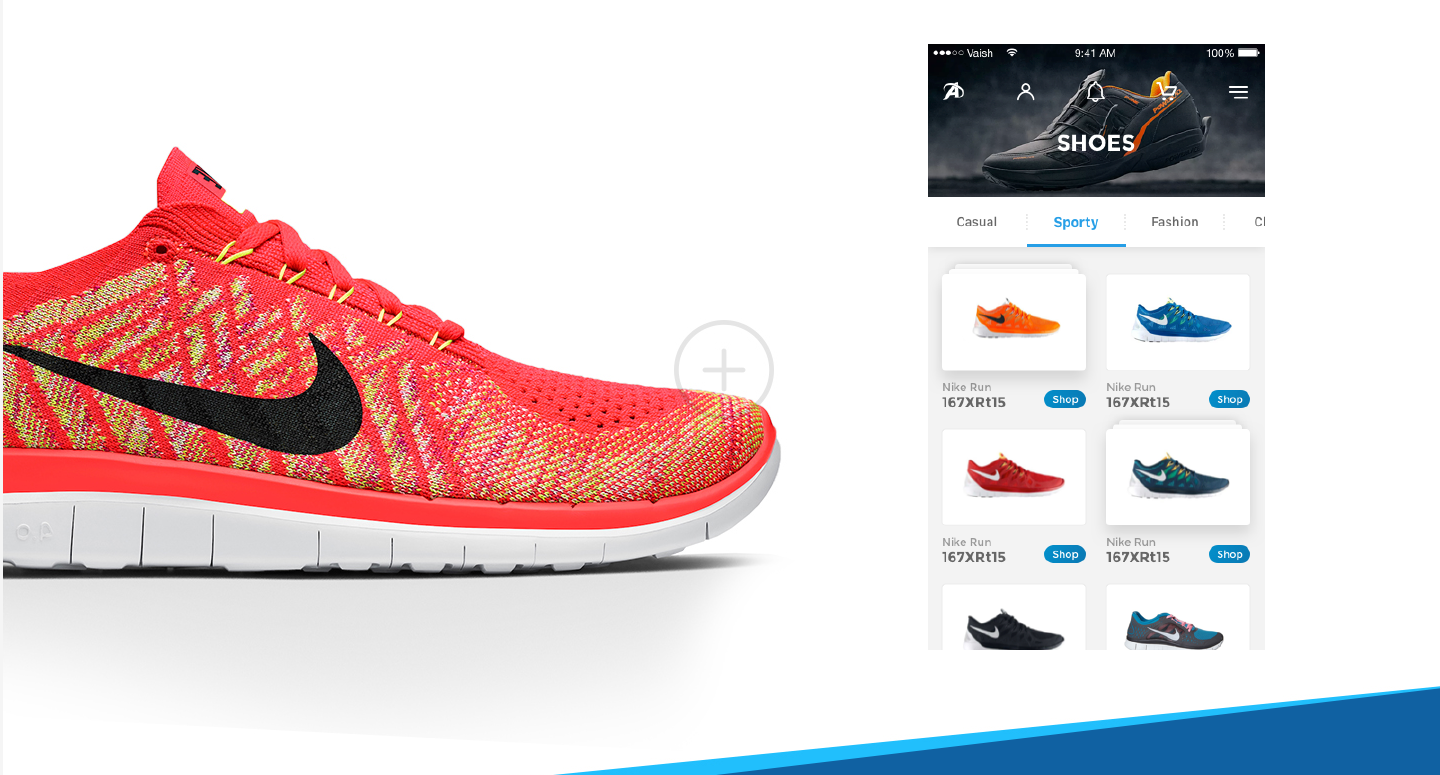 Vaish
9:41 AM
100%
SHOES
Casual
Sporty
Fashion
Cl
Nike Run
167XRt15
Shop
Nike Run
167XRt15
Shop
Nike Run
167XRt15
Shop
Nike Run
167XRt15
Shop